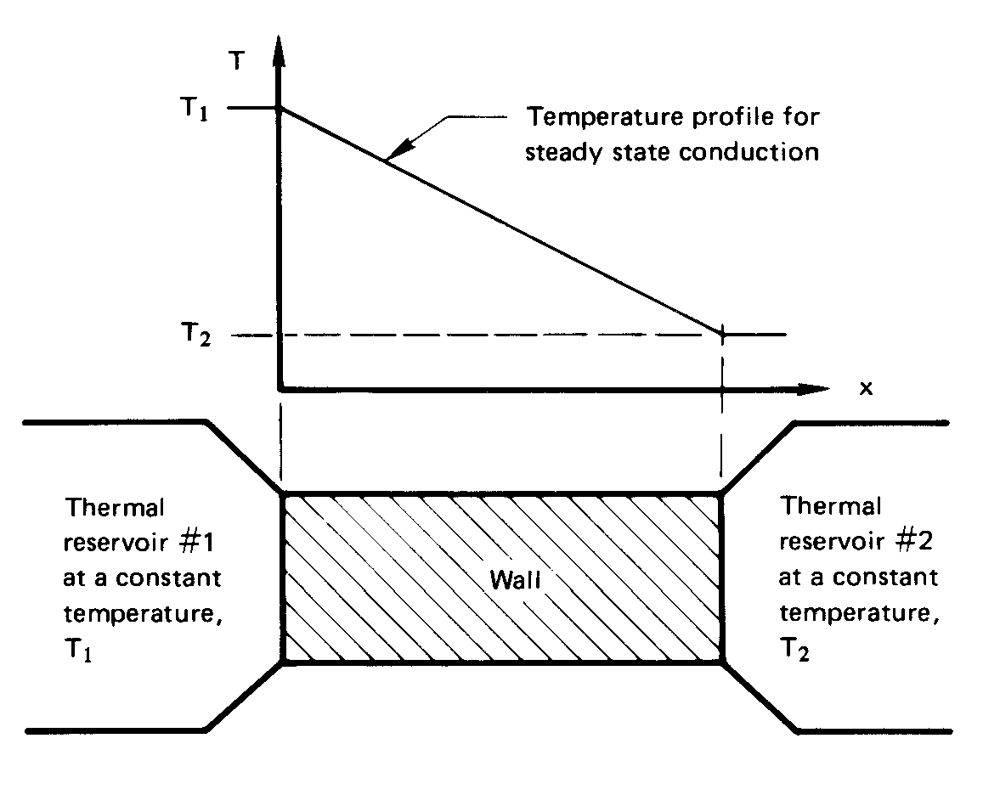 T
T1
Temperature profile for
steady state conduction
T2
x
Thermal
reservoir #1
at a constant
temperature,
T1
Wall
Thermal
reservoir #2
at a constant
temperature,
T2